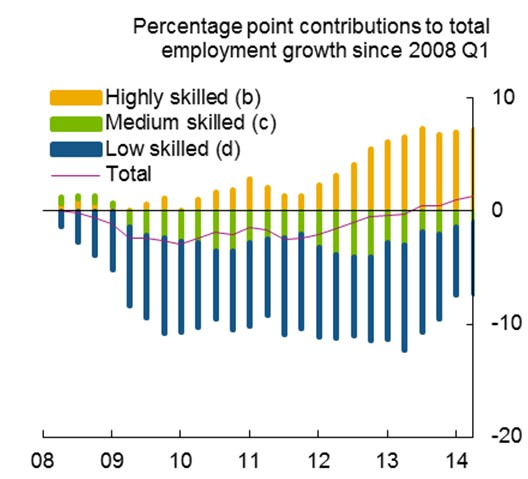 Percentage point contributions to total
employment growth since 2008 Q1
Highly skilled (b)
Medium skilled (c)
Low skilled (d)
Total
10
0
-10
-20
08 09 10 11 12 13 14